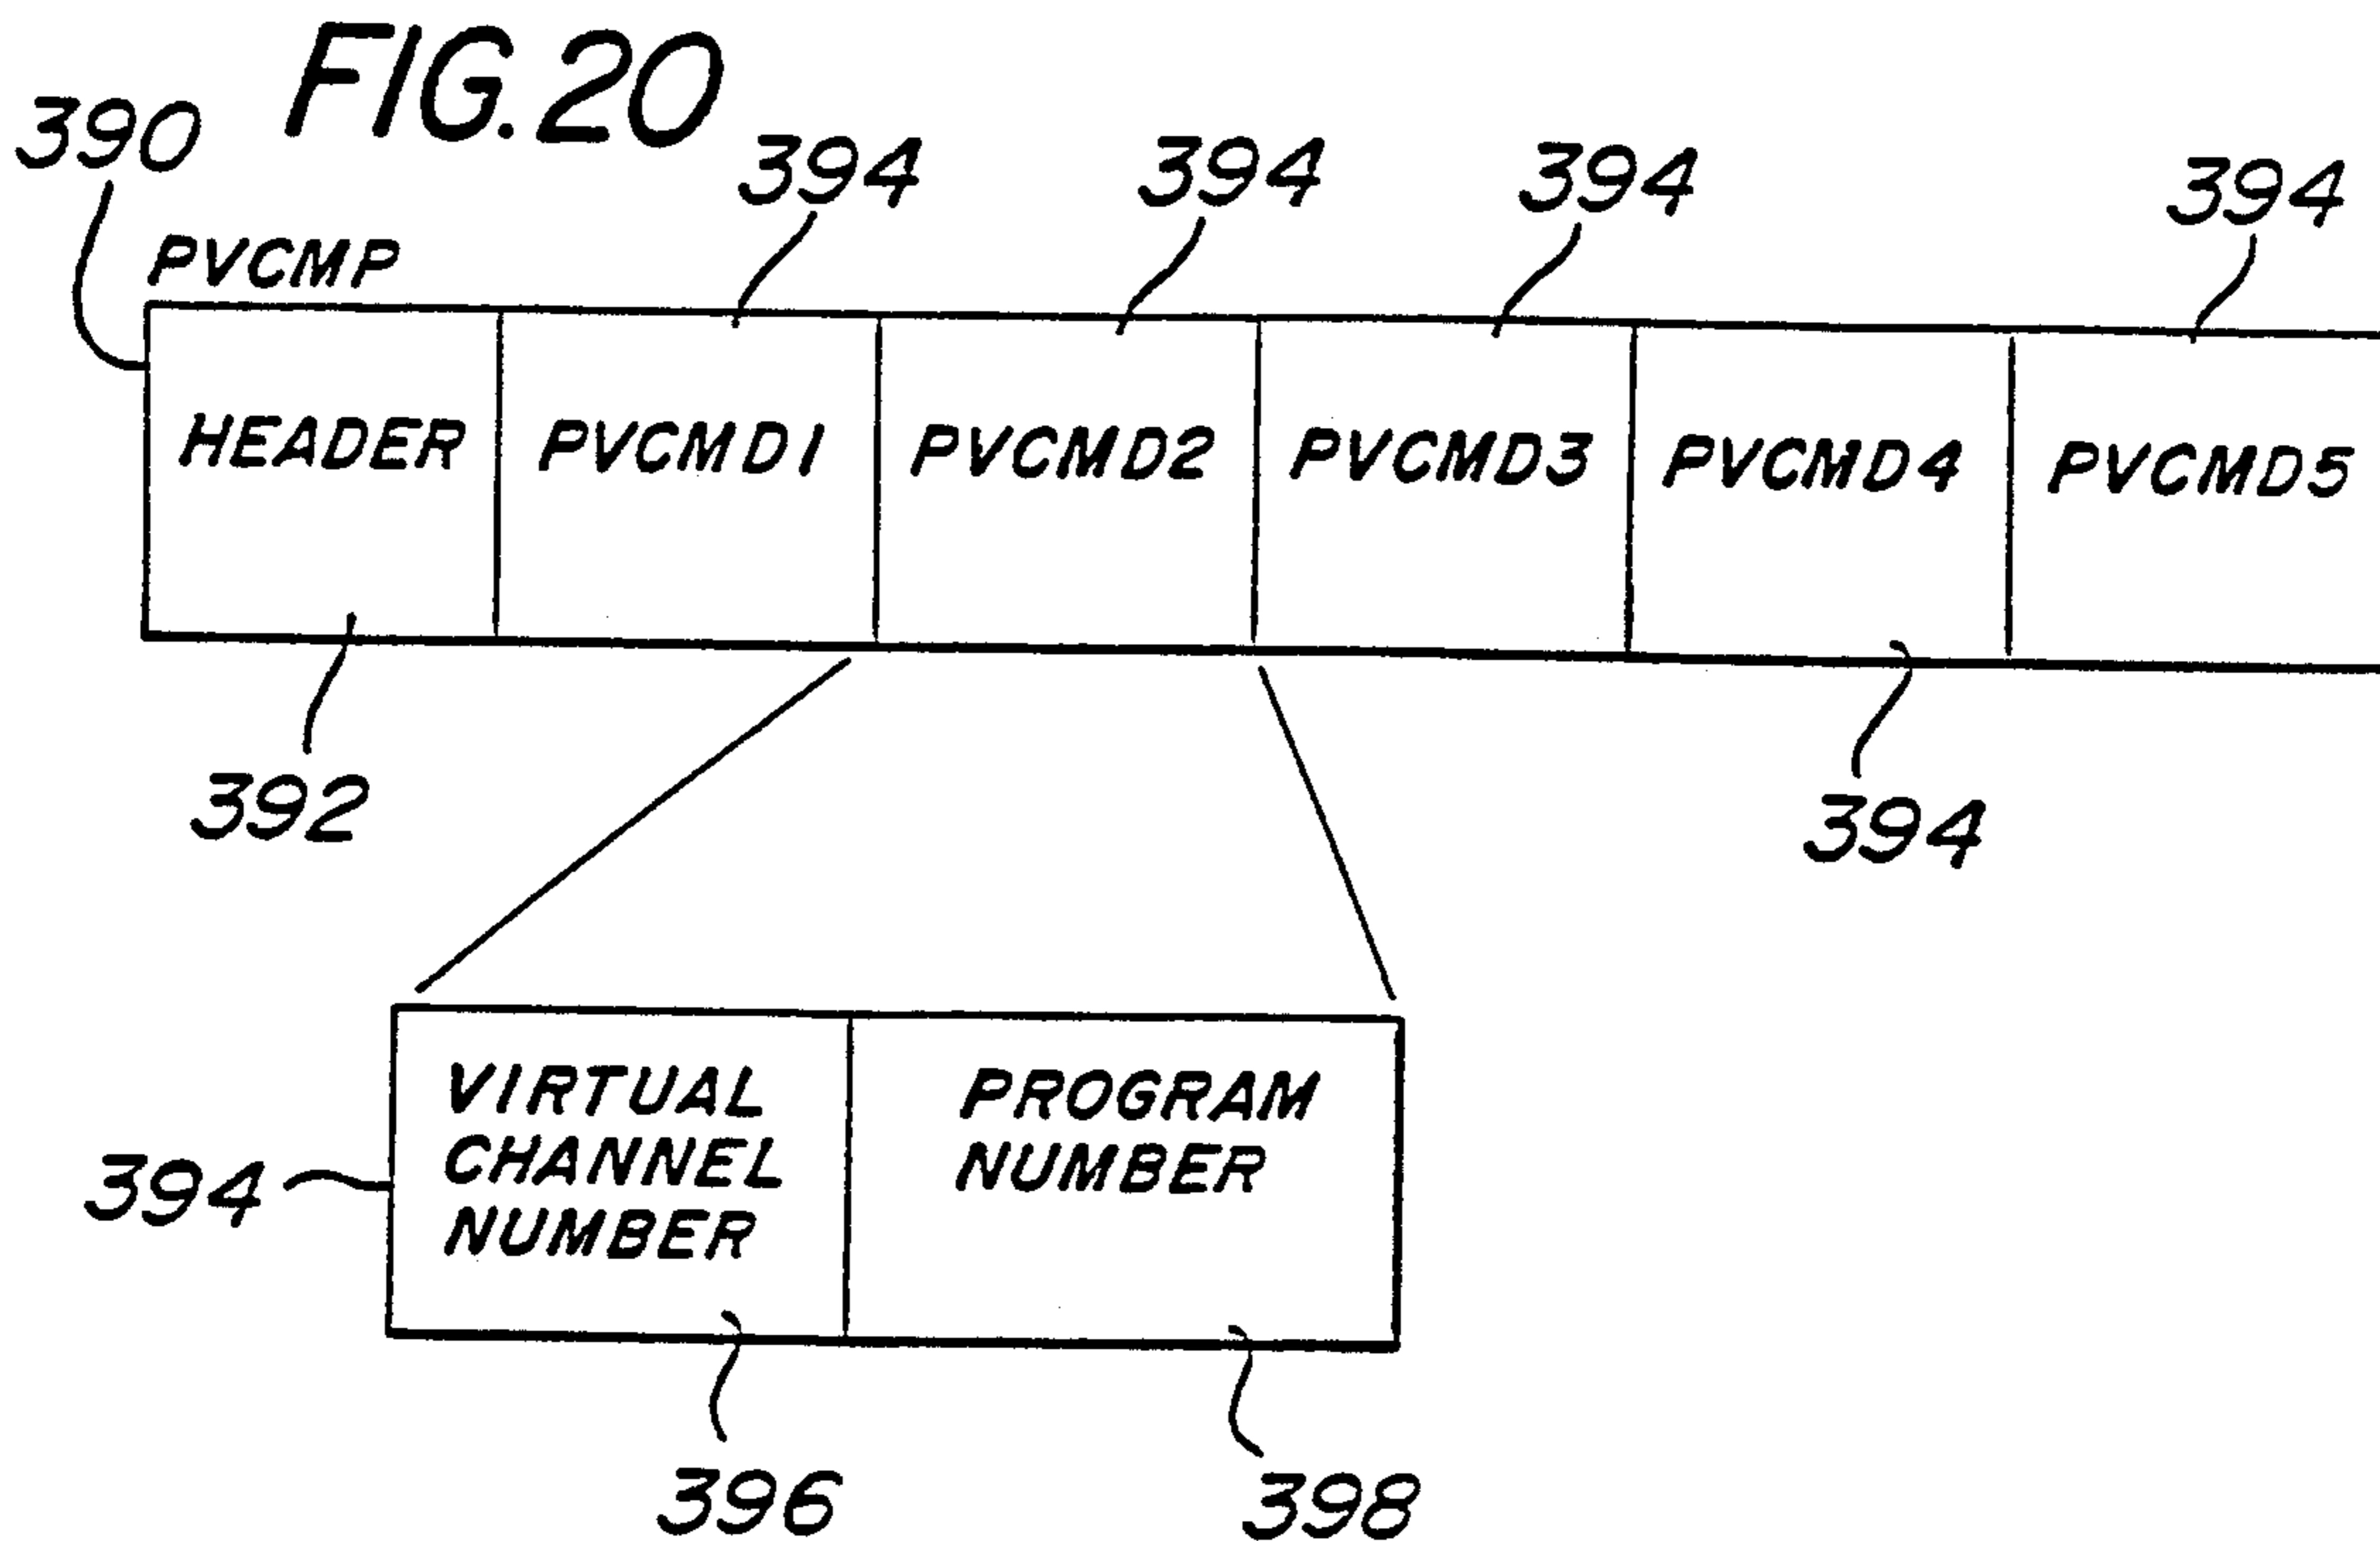 FIG.20
390
394 394 394 394
PVCMP
HEADER PVCMD1 PVCMD2 PVCMD3 PVCMD4 PVCMD5
392
394
VIRTUAL
CHANNEL
NUMBER
PROGRAM
NUMBER
394
396
398